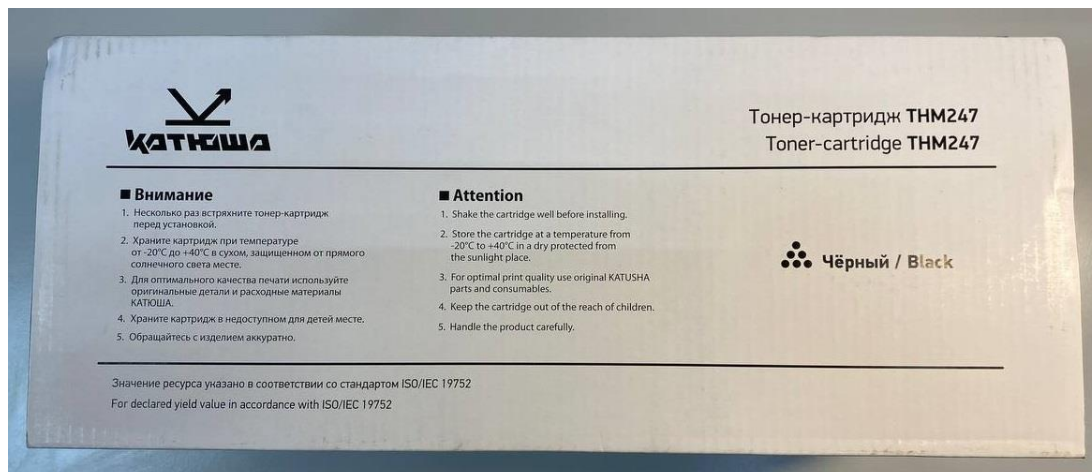 КАТЮША
Тонер-картридж THM247
Toner-cartridge THM247
■ Внимание
1. Несколько раз встряхните тонер-картридж
перед установкой.
2. Храните картридж при температуре
от -20°C до +40°C в сухом, защищенном от прямого
солнечного света месте.
3. Для оптимального качества печати используйте
оригинальные детали и расходные материалы
КАТЮША.
4. Храните картридж в недоступном для детей месте.
5. Обращайтесь с изделием аккуратно.
■ Attention
1. Shake the cartridge well before installing.
2. Store the cartridge at a temperature from
-20°C to +40°C in a dry protected from
the sunlight place.
3. For optimal print quality use original KATUSHA
parts and consumables.
4. Keep the cartridge out of the reach of children.
5. Handle the product carefully.
Чёрный / Black
Значение ресурса указано в соответствии со стандартом ISO/IEC 19752
For declared yield value in accordance with ISO/IEC 19752